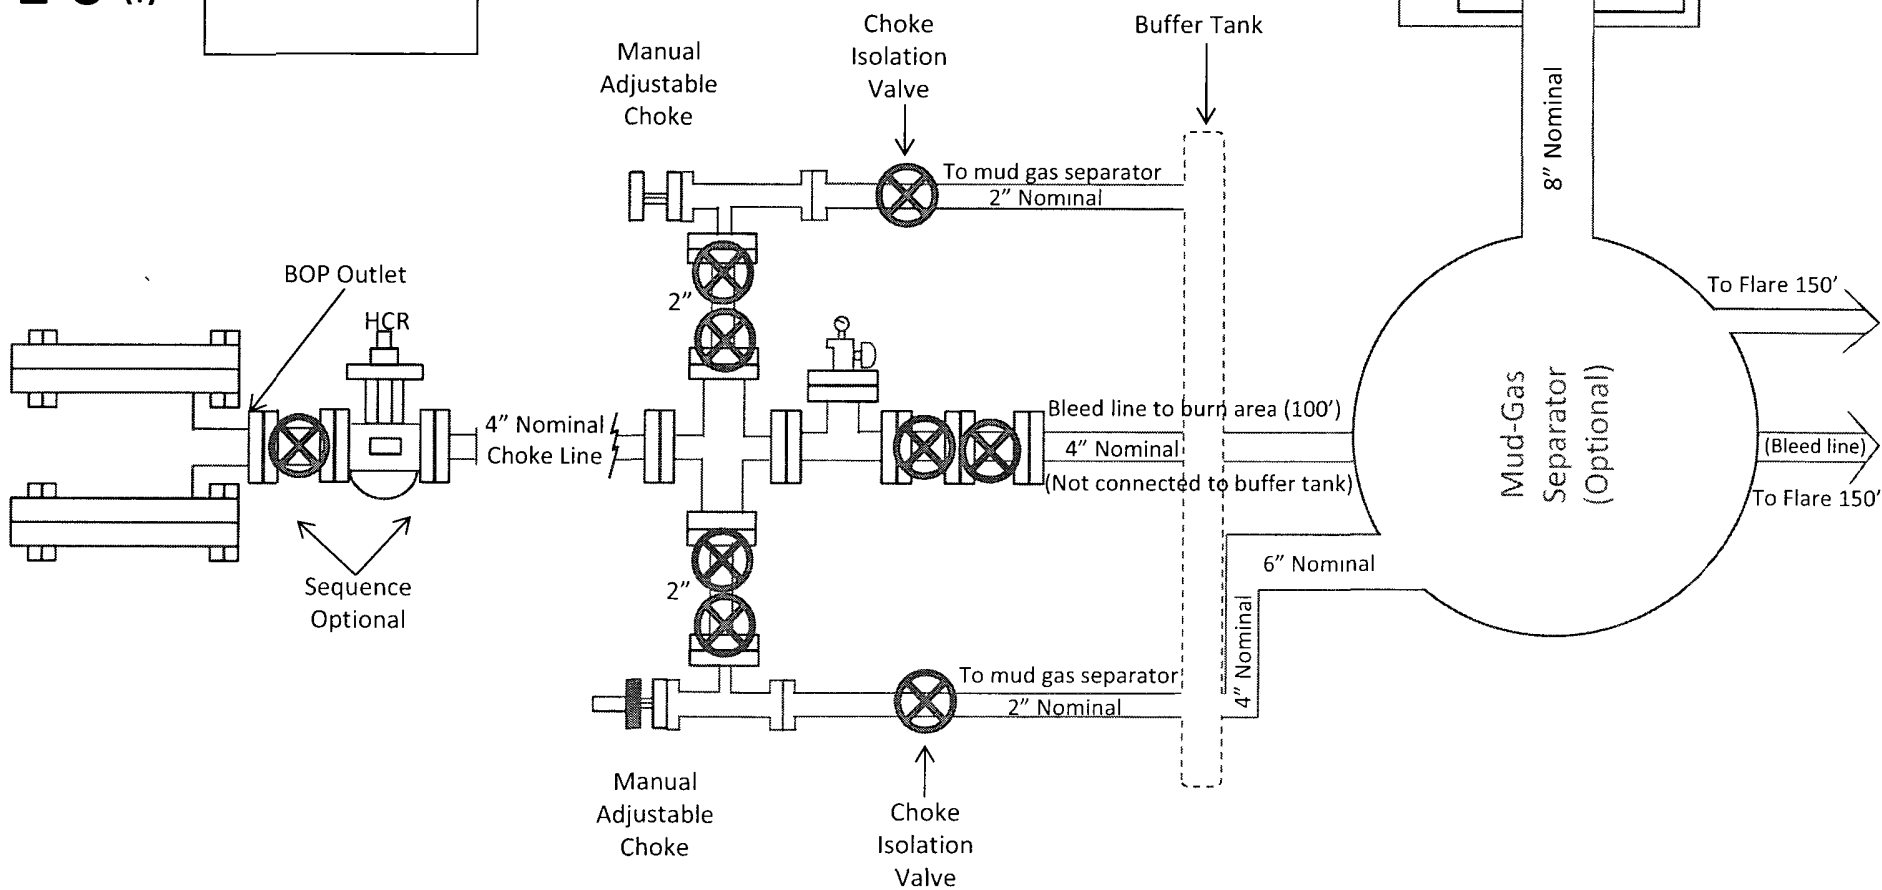 Manual
Adjustable
Choke
Choke
Isolation
Valve
Buffer Tank
8” Nominal
To mud gas separator
2” Nominal
BOP Outlet
HCR
2”
To Flare 150’
4” Nominal
Choke Line
Bleed line to burn area (100’)
4” Nominal
(Not connected to buffer tank)
Mud-Gas
Separator
(Optional)
(Bleed line)
To Flare 150’
Sequence
Optional
2”
6” Nominal
4” Nominal
To mud gas separator
2” Nominal
Manual
Adjustable
Choke
Choke
Isolation
Valve